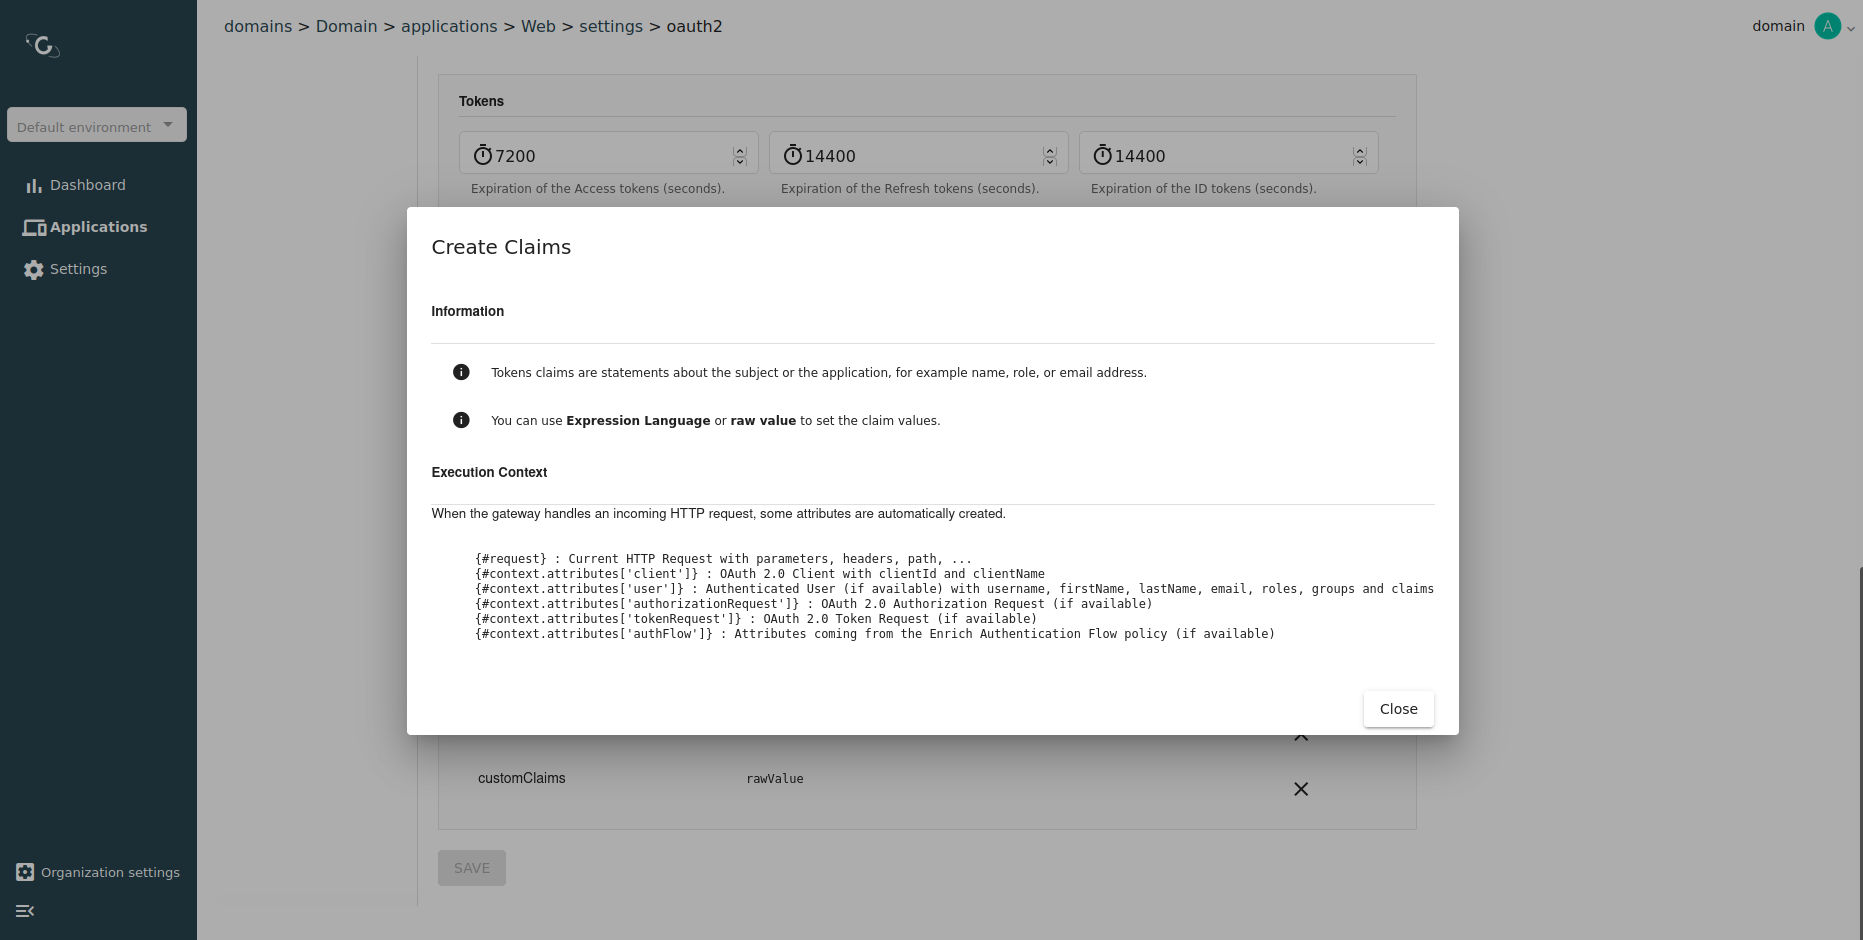 domains > Domain > applications > Web > settings > oauth2
domain A
Default environment
Dashboard
Applications
Settings
Organization settings
Tokens
7200 14400 14400
Expiration of the Access tokens (seconds). Expiration of the Refresh tokens (seconds). Expiration of the ID tokens (seconds).
Create Claims
Information
Tokens claims are statements about the subject or the application, for example name, role, or email address.
You can use Expression Language or raw value to set the claim values.
Execution Context
When the gateway handles an incoming HTTP request, some attributes are automatically created.
{#request} : Current HTTP Request with parameters, headers, path, ...
{#context.attributes['client']} : OAuth 2.0 Client with clientId and clientName
{#context.attributes['user']} : Authenticated User (if available) with username, firstName, lastName, email, roles, groups and claims
{#context.attributes['authorizationRequest']} : OAuth 2.0 Authorization Request (if available)
{#context.attributes['tokenRequest']} : OAuth 2.0 Token Request (if available)
{#context.attributes['authFlow']} : Attributes coming from the Enrich Authentication Flow policy (if available)
Close
customClaims rawValue
SAVE